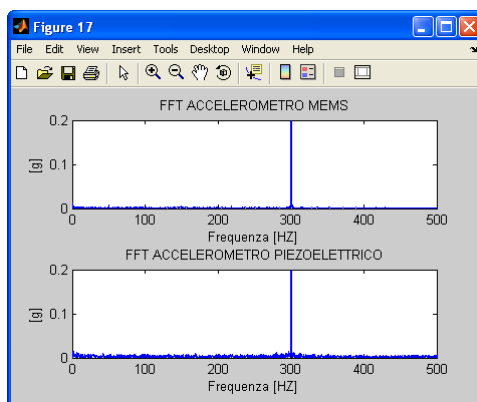 Figure 17
File Edit View Insert Tools Desktop Window Help
FFT ACCELEROMETRO MEMS
0.2
0.1
0
[g]
0 100 200 300 400 500
Frequenza [HZ]
FFT ACCELEROMETRO PIEZOELETTRICO
0.2
0.1
0
[g]
0 100 200 300 400 500
Frequenza [HZ]